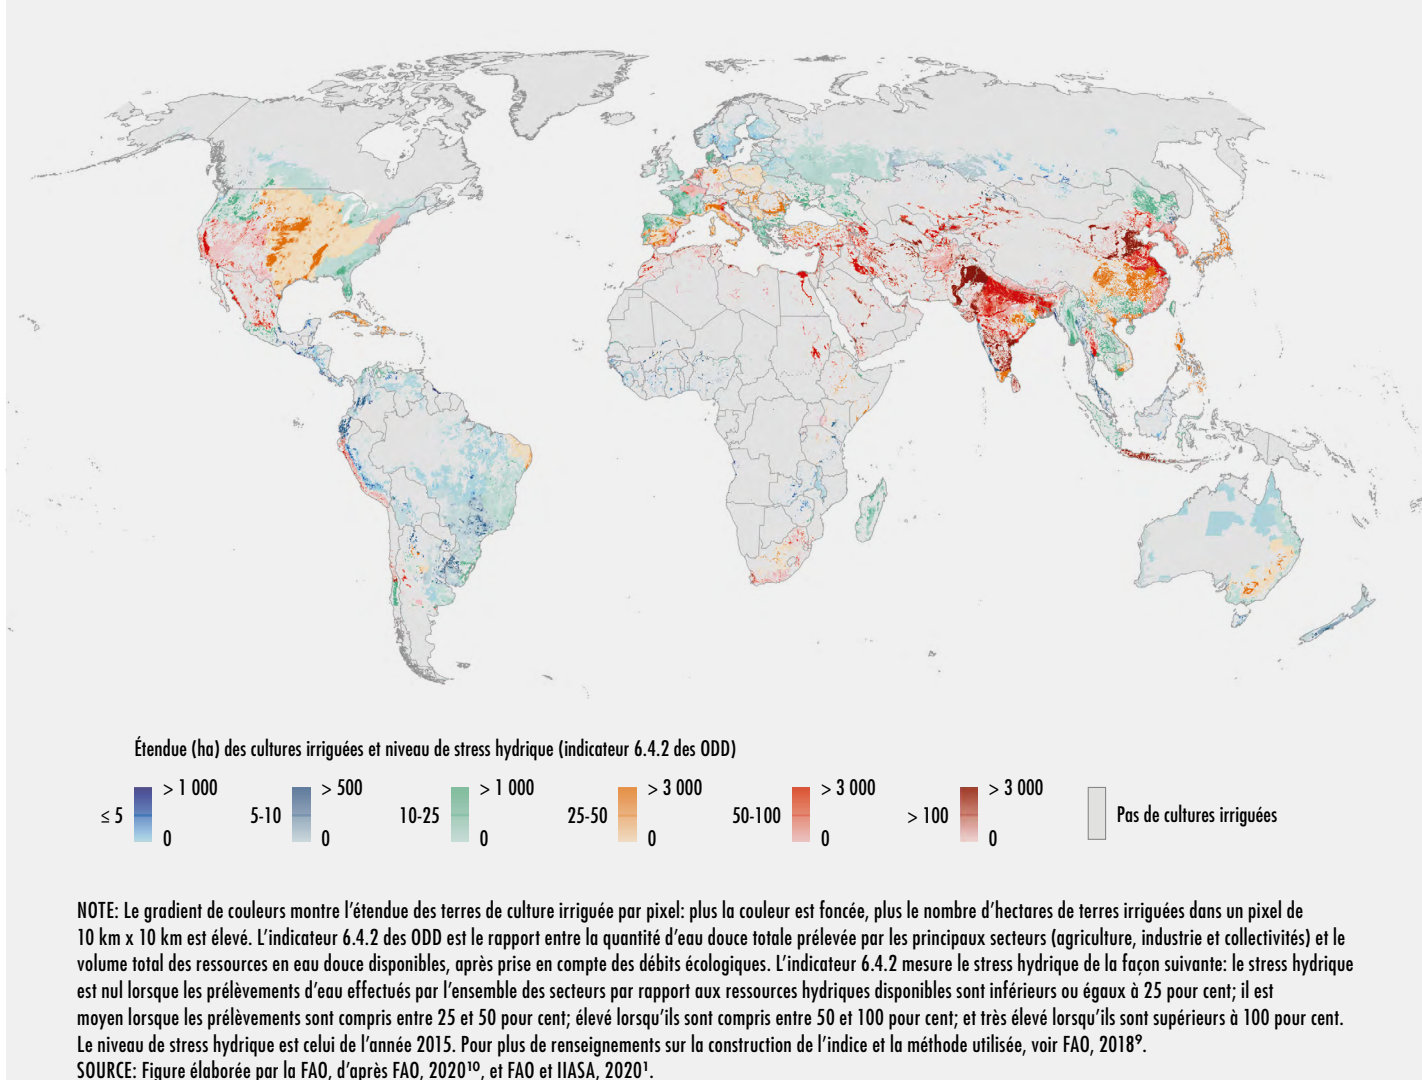 Étendue (ha) des cultures irriguées et niveau de stress hydrique (indicateur 6.4.2 des ODD)
≤ 5 > 1 000 0
5-10 > 500 0
10-25 > 1 000 0
25-50 > 3 000 0
50-100 > 3 000 0
> 100 > 3 000 0
Pas de cultures irriguées
NOTE: Le gradient de couleurs montre l’étendue des terres de culture irriguée par pixel: plus la couleur est foncée, plus le nombre d’hectares de terres irriguées dans un pixel de
10 km x 10 km est élevé. L’indicateur 6.4.2 des ODD est le rapport entre la quantité d’eau douce totale prélevée par les principaux secteurs (agriculture, industrie et collectivités) et le
volume total des ressources en eau douce disponibles, après prise en compte des débits écologiques. L’indicateur 6.4.2 mesure le stress hydrique de la façon suivante: le stress hydrique
est nul lorsque les prélèvements d’eau effectués par l’ensemble des secteurs par rapport aux ressources hydriques disponibles sont inférieurs ou égaux à 25 pour cent; il est
moyen lorsque les prélèvements sont compris entre 25 et 50 pour cent; élevé lorsqu’ils sont compris entre 50 et 100 pour cent; et très élevé lorsqu’ils sont supérieurs à 100 pour cent.
Le niveau de stress hydrique est celui de l’année 2015. Pour plus de renseignements sur la construction de l’indice et la méthode utilisée, voir FAO, 2018⁹.
SOURCE: Figure élaborée par la FAO, d’après FAO, 2020¹⁰, et FAO et IIASA, 2020¹.